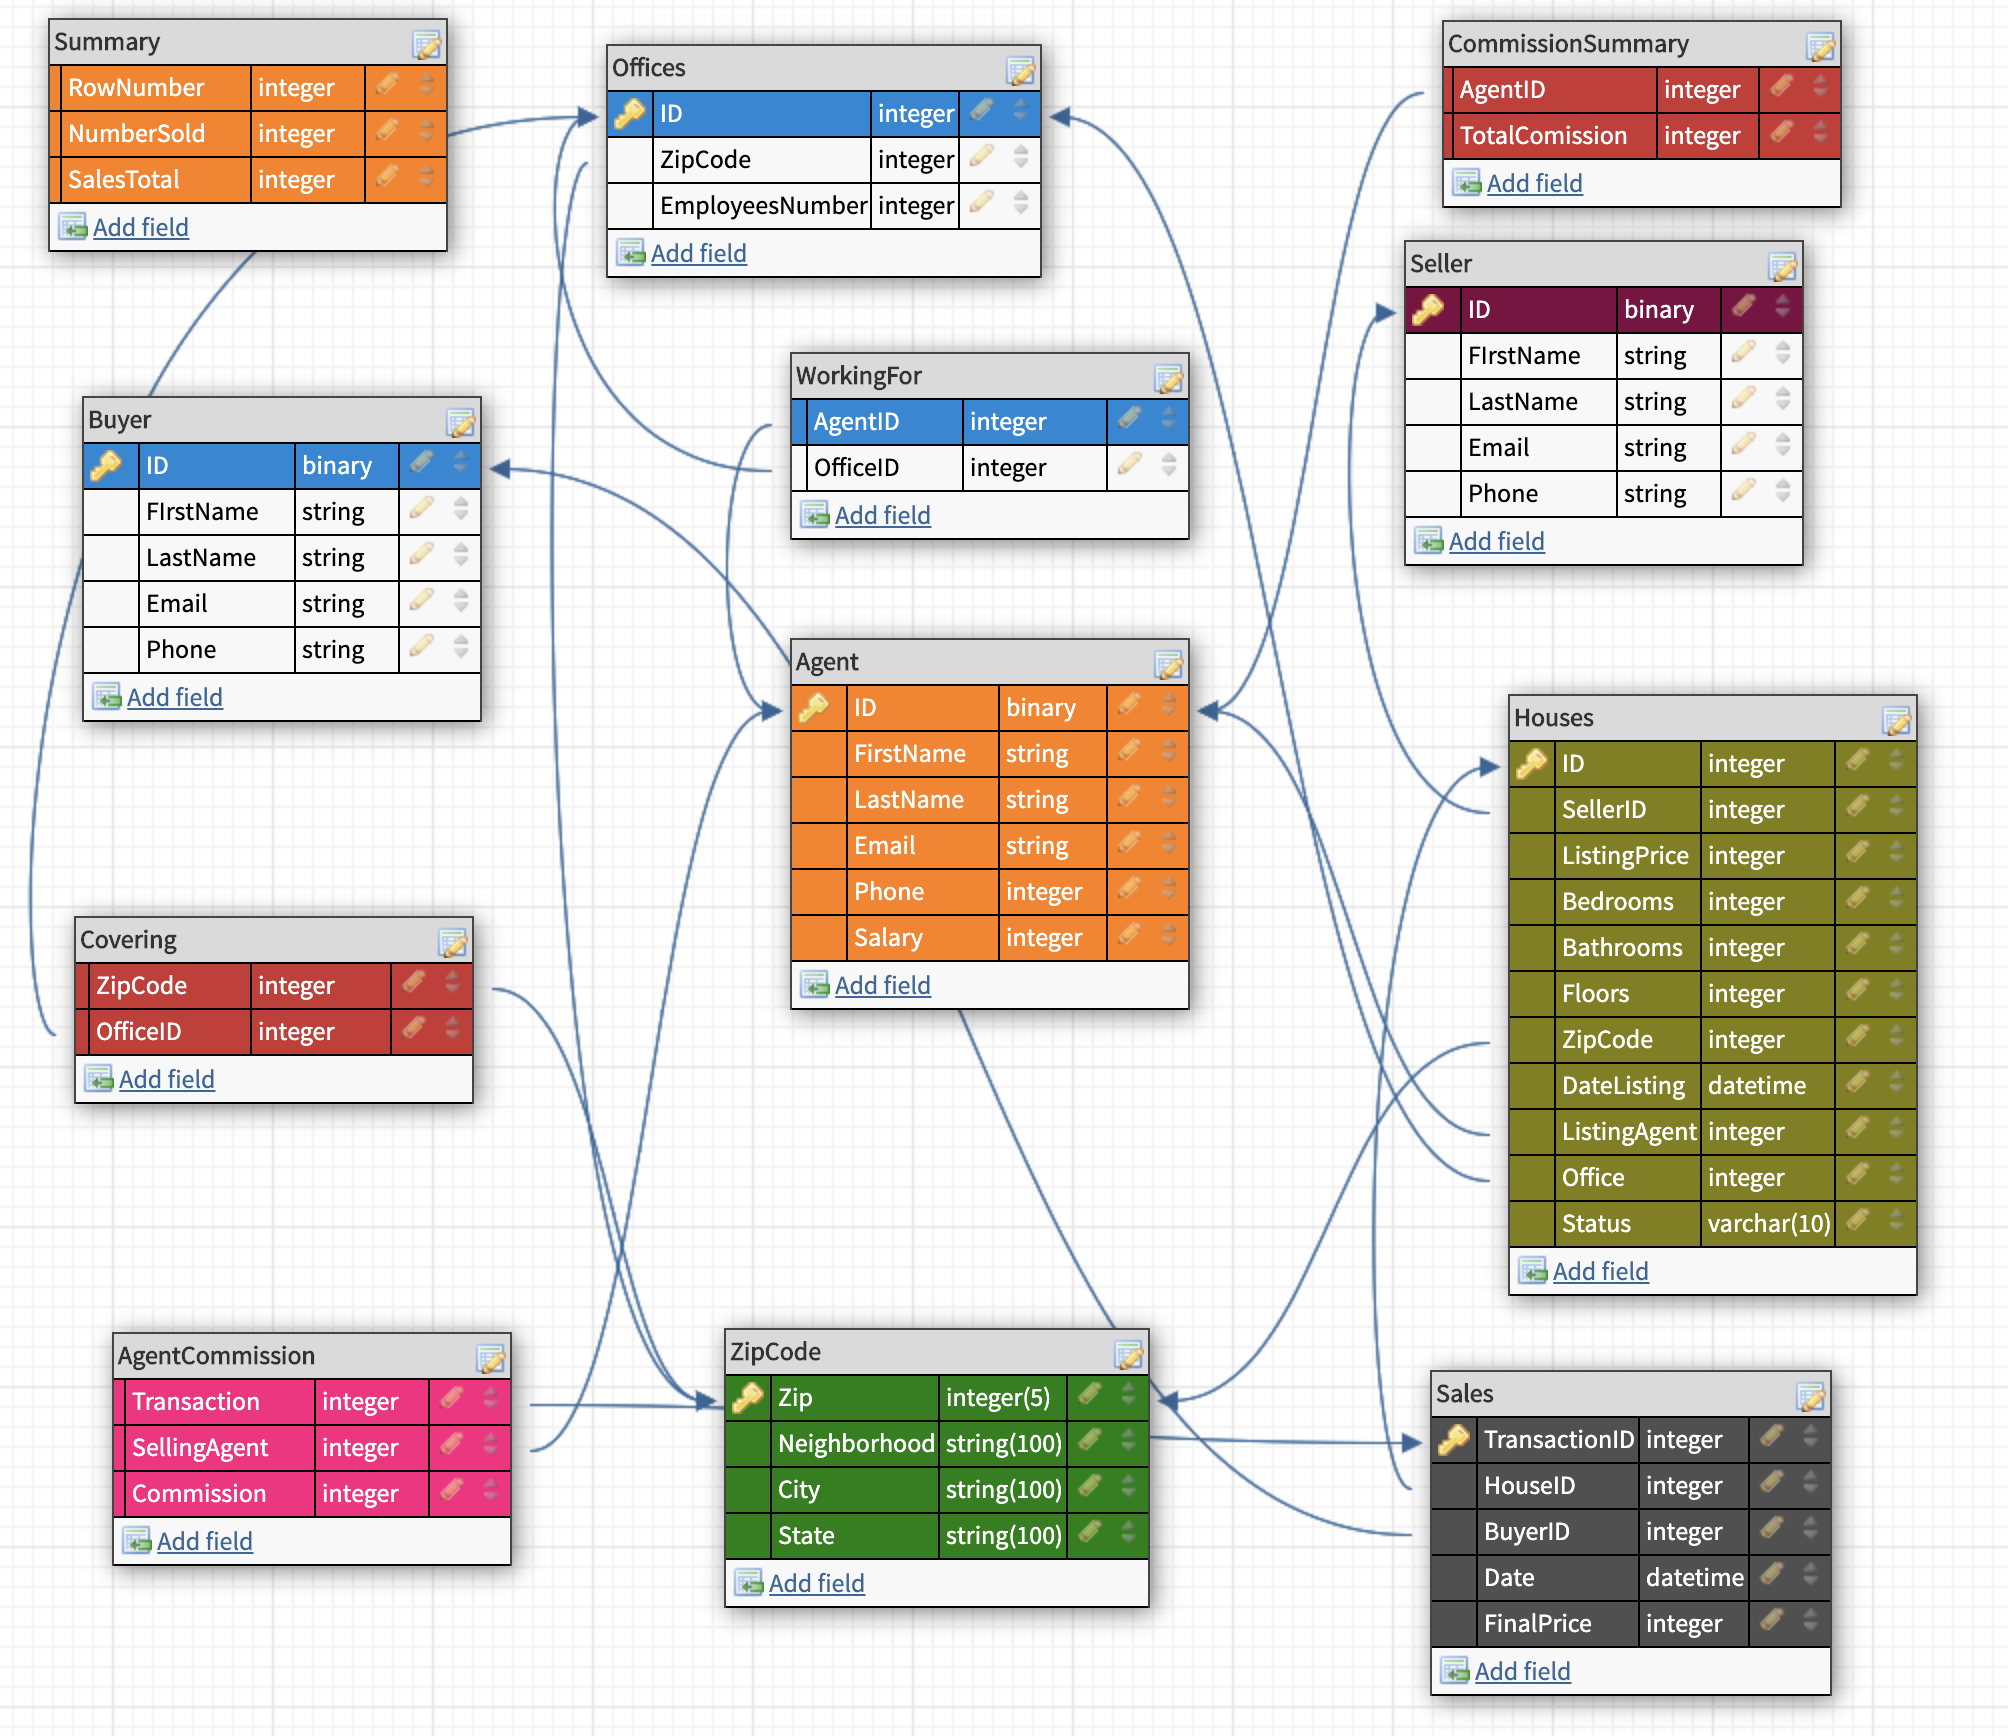 Summary
RowNumber integer
NumberSold integer
SalesTotal integer
Add field
Offices
ID integer
ZipCode integer
EmployeesNumber integer
Add field
CommissionSummary
AgentID integer
TotalComission integer
Add field
Seller
ID binary
FIrstName string
LastName string
Email string
Phone string
Add field
WorkingFor
AgentID integer
OfficeID integer
Add field
Buyer
ID binary
FIrstName string
LastName string
Email string
Phone string
Add field
Agent
ID binary
FirstName string
LastName string
Email string
Phone integer
Salary integer
Add field
Houses
ID integer
SellerID integer
ListingPrice integer
Bedrooms integer
Bathrooms integer
Floors integer
ZipCode integer
DateListing datetime
ListingAgent integer
Office integer
Status varchar(10)
Add field
Covering
ZipCode integer
OfficeID integer
Add field
AgentCommission
Transaction integer
SellingAgent integer
Commission integer
Add field
ZipCode
Zip integer(5)
Neighborhood string(100)
City string(100)
State string(100)
Add field
Sales
TransactionID integer
HouseID integer
BuyerID integer
Date datetime
FinalPrice integer
Add field